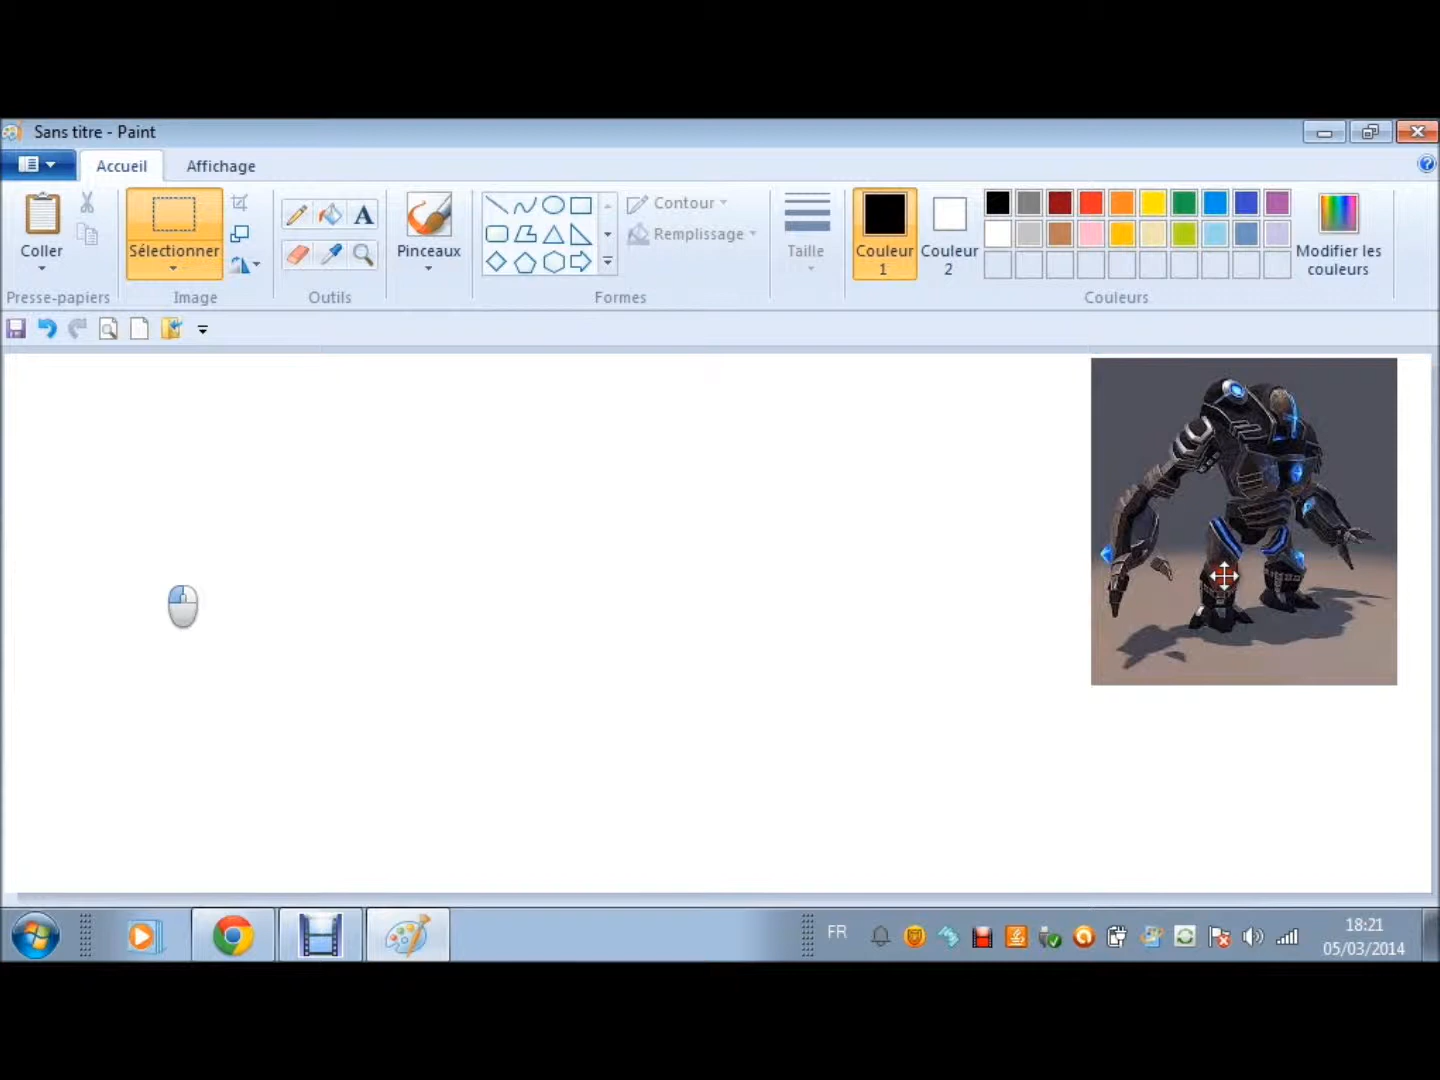 Sans titre - Paint
Accueil
Affichage
Coller
Sélectionner
Pinceaux
Contour
Remplissage
Taille
Couleur
1
Couleur
2
Modifier les
couleurs
Presse-papiers
Image
Outils
Formes
Couleurs
FR
18:21
05/03/2014